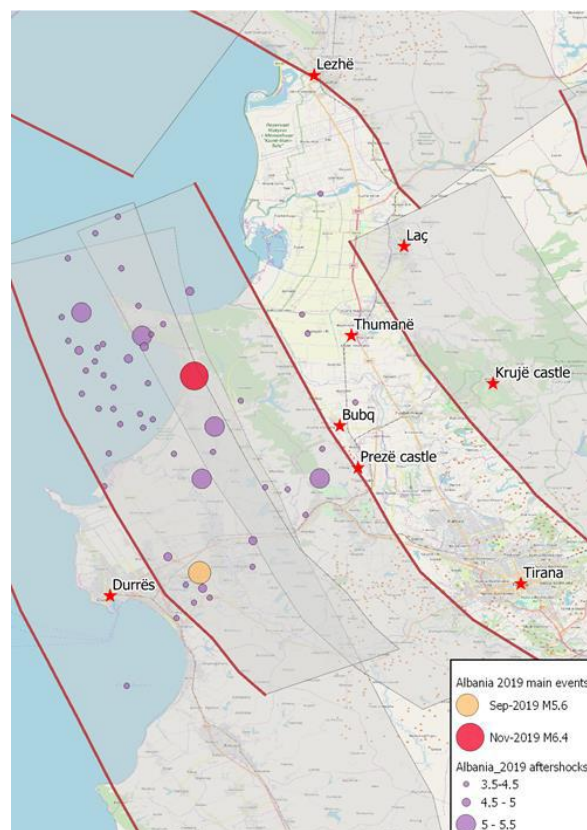 Lezhë
Laç
Thumanë
Krujë castle
Bubq
Prezë castle
Tirana
Durrës
Albania 2019 main events
Sep-2019 M5.6
Nov-2019 M6.4
Albania_2019 aftershocks
3.5-4.5
4.5 - 5
5 - 5.5